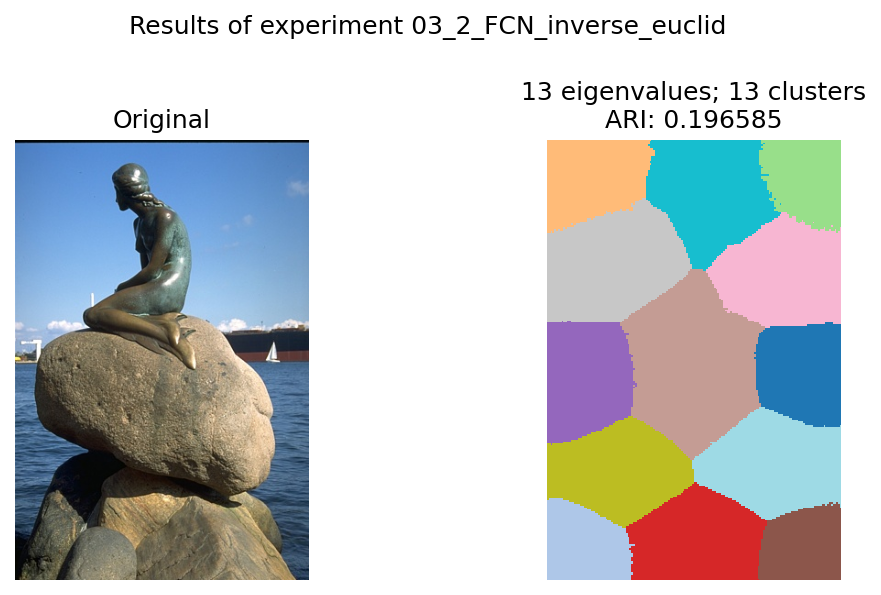 Results of experiment 03_2_FCN_inverse_euclid
Original
13 eigenvalues; 13 clusters
ARI: 0.196585